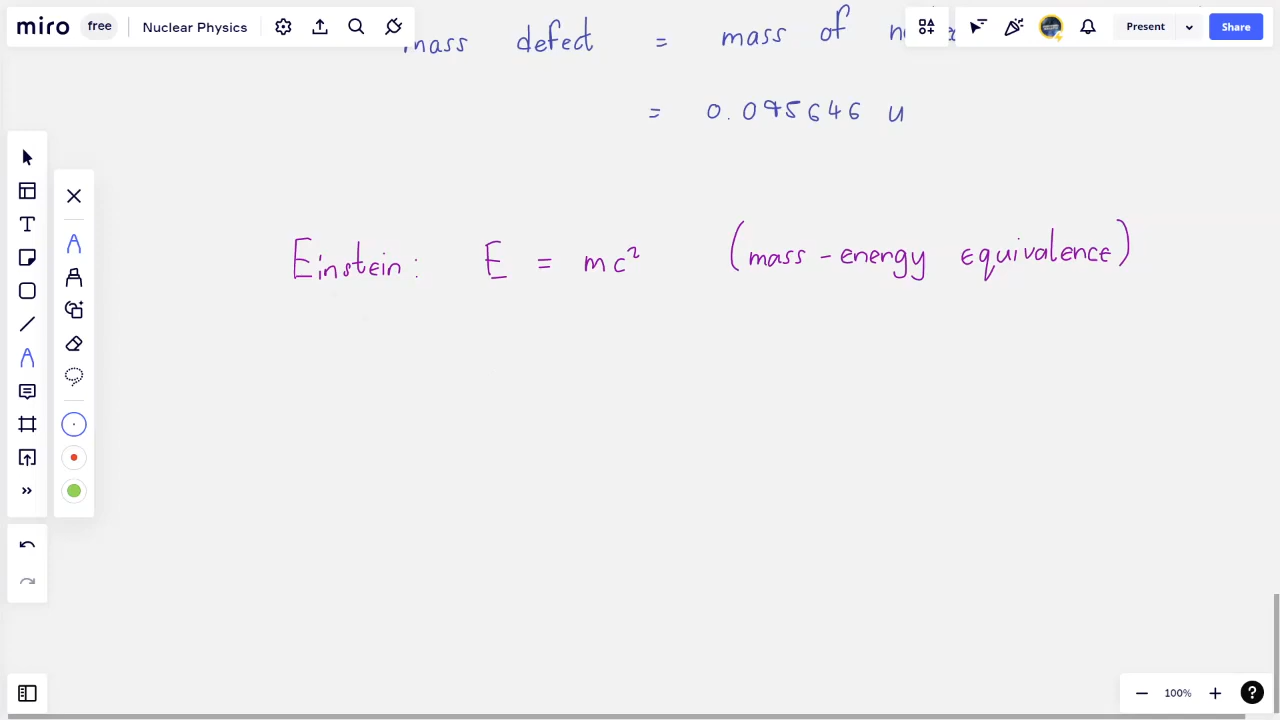 miro free Nuclear Physics Present Share
mass defect = mass of
= 0.095646 u
Einstein: E = mc² (mass-energy equivalence)
100%